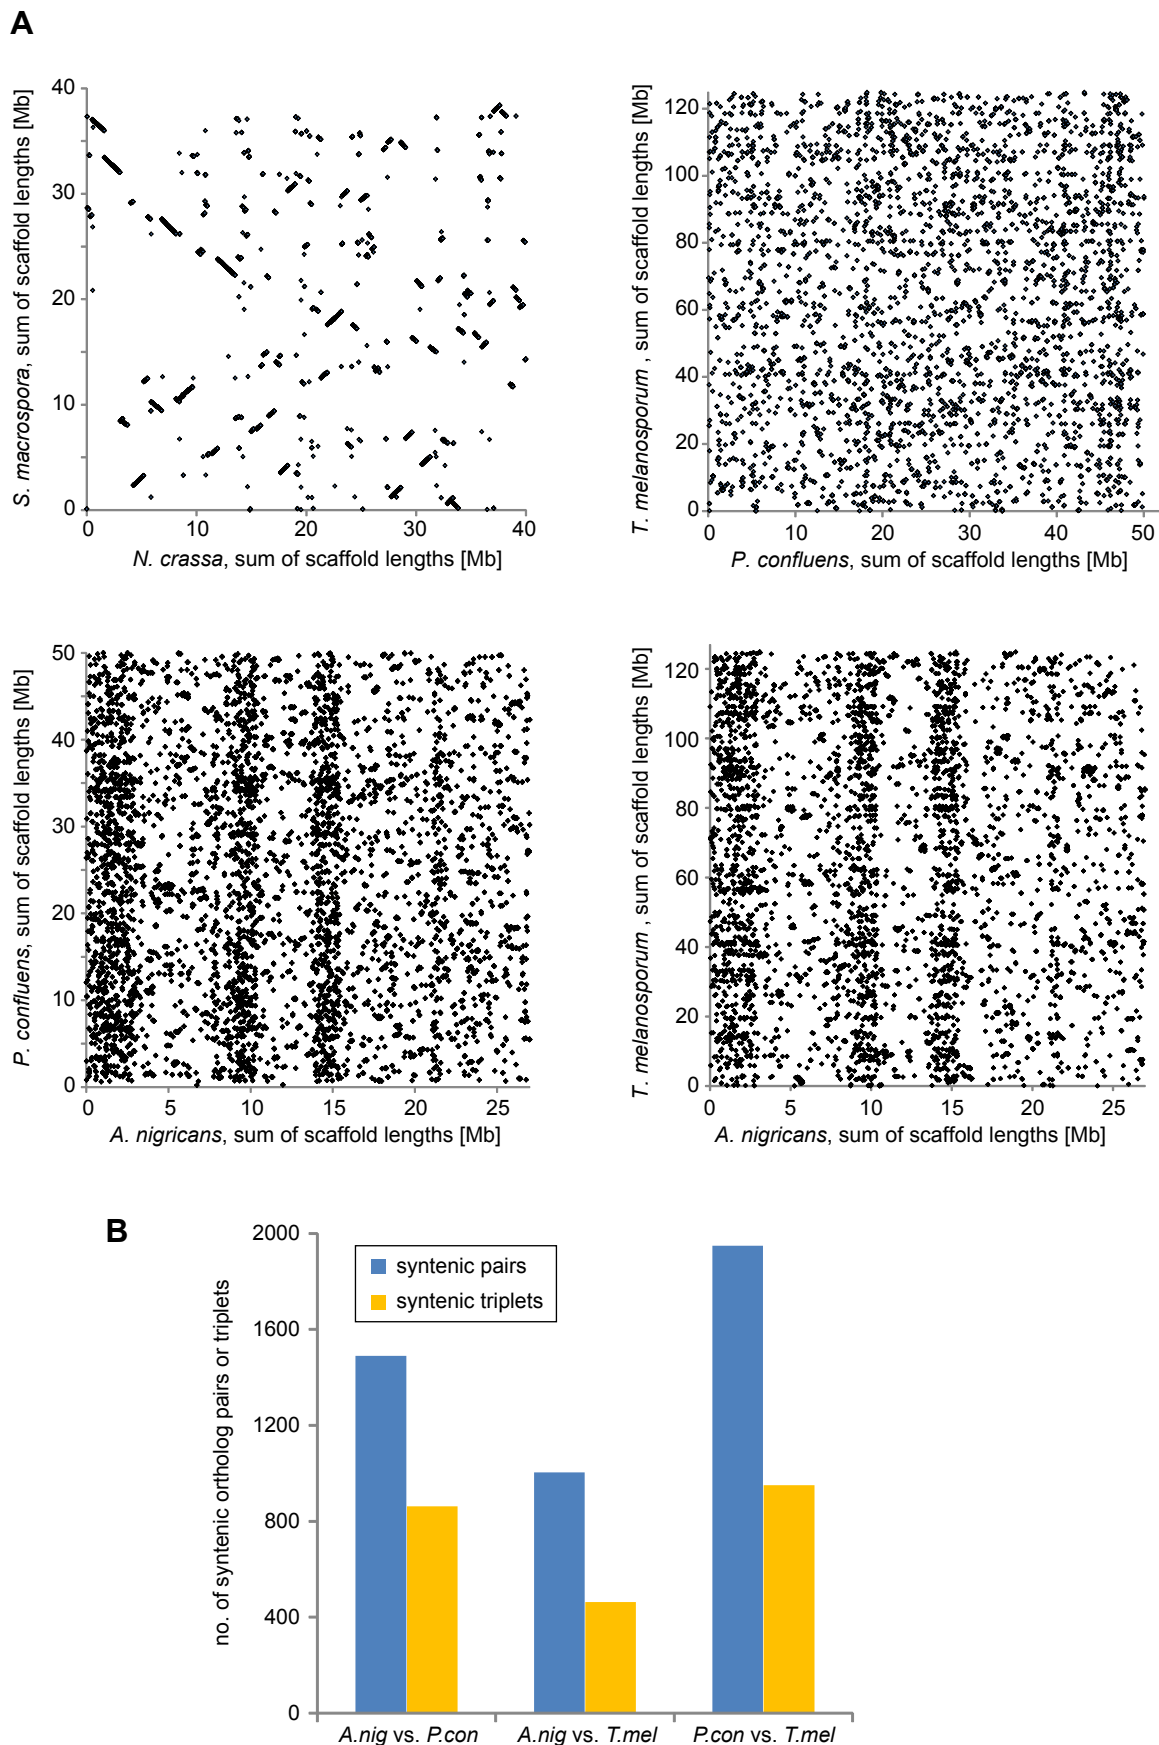 A
S. macrospora, sum of scaffold lengths [Mb]
40
30
20
10
0
0 10 20 30 40
N. crassa, sum of scaffold lengths [Mb]
T. melanosporum , sum of scaffold lengths [Mb]
120
100
80
60
40
20
0
0 10 20 30 40 50
P. confluens, sum of scaffold lengths [Mb]
P. confluens, sum of scaffold lengths [Mb]
50
40
30
20
10
0
0 5 10 15 20 25
A. nigricans, sum of scaffold lengths [Mb]
T. melanosporum , sum of scaffold lengths [Mb]
120
100
80
60
40
20
0
0 5 10 15 20 25
A. nigricans, sum of scaffold lengths [Mb]
B
no. of syntenic ortholog pairs or triplets
2000
1600
1200
800
400
0
syntenic pairs
syntenic triplets
A.nig vs. P.con A.nig vs. T.mel P.con vs. T.mel